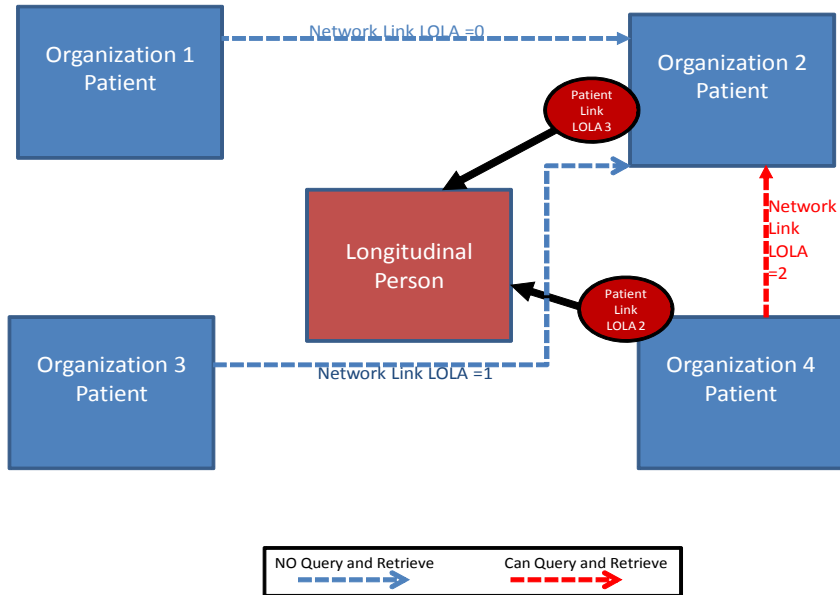 Organization 1
Patient
Network Link LOLA =0
Organization 2
Patient
Patient
Link
LOLA 3
Longitudinal
Person
Network
Link
LOLA
=2
Patient
Link
LOLA 2
Organization 3
Patient
Network Link LOLA =1
Organization 4
Patient
NO Query and Retrieve
Can Query and Retrieve